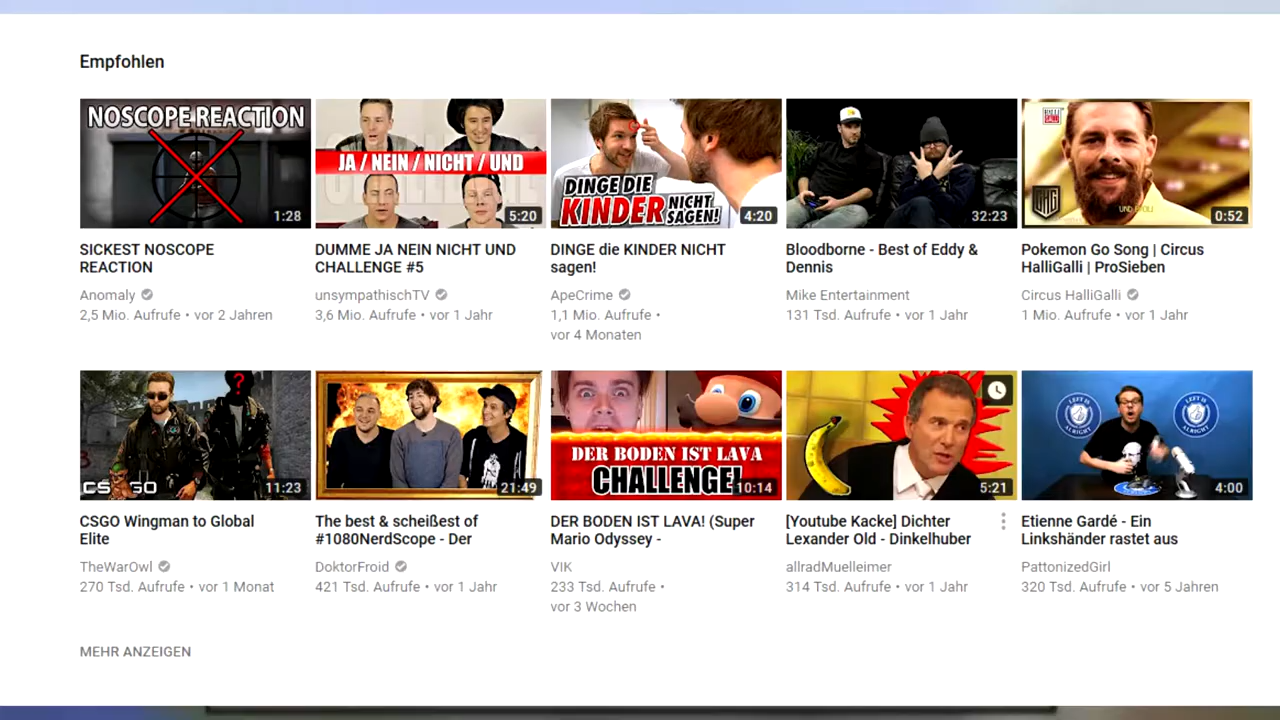 Empfohlen
NOSCOPE REACTION
1:28
JA / NEIN / NICHT / UND
5:20
DINGE DIE
KINDER NICHT
SAGEN!
4:20
32:23
0:52
SICKEST NOSCOPE
REACTION
Anomaly
2,5 Mio. Aufrufe • vor 2 Jahren
DUMME JA NEIN NICHT UND
CHALLENGE #5
unsympathischTV
3,6 Mio. Aufrufe • vor 1 Jahr
DINGE die KINDER NICHT
sagen!
ApeCrime
1,1 Mio. Aufrufe •
vor 4 Monaten
Bloodborne - Best of Eddy &
Dennis
Mike Entertainment
131 Tsd. Aufrufe • vor 1 Jahr
Pokemon Go Song | Circus
HalliGalli | ProSieben
Circus HalliGalli
1 Mio. Aufrufe • vor 1 Jahr
?
CS GO
11:23
21:49
DER BODEN IST LAVA
CHALLENGE!
10:14
5:21
LEFT IS
ALRIGHT
LEFT IS
ALRIGHT
4:00
CSGO Wingman to Global
Elite
TheWarOwl
270 Tsd. Aufrufe • vor 1 Monat
The best & scheißest of
#1080NerdScope - Der
DoktorFroid
421 Tsd. Aufrufe • vor 1 Jahr
DER BODEN IST LAVA! (Super
Mario Odyssey -
VIK
233 Tsd. Aufrufe •
vor 3 Wochen
[Youtube Kacke] Dichter
Lexander Old - Dinkelhuber
allradMuelleimer
314 Tsd. Aufrufe • vor 1 Jahr
Etienne Gardé - Ein
Linkshänder rastet aus
PattonizedGirl
320 Tsd. Aufrufe • vor 5 Jahren
MEHR ANZEIGEN